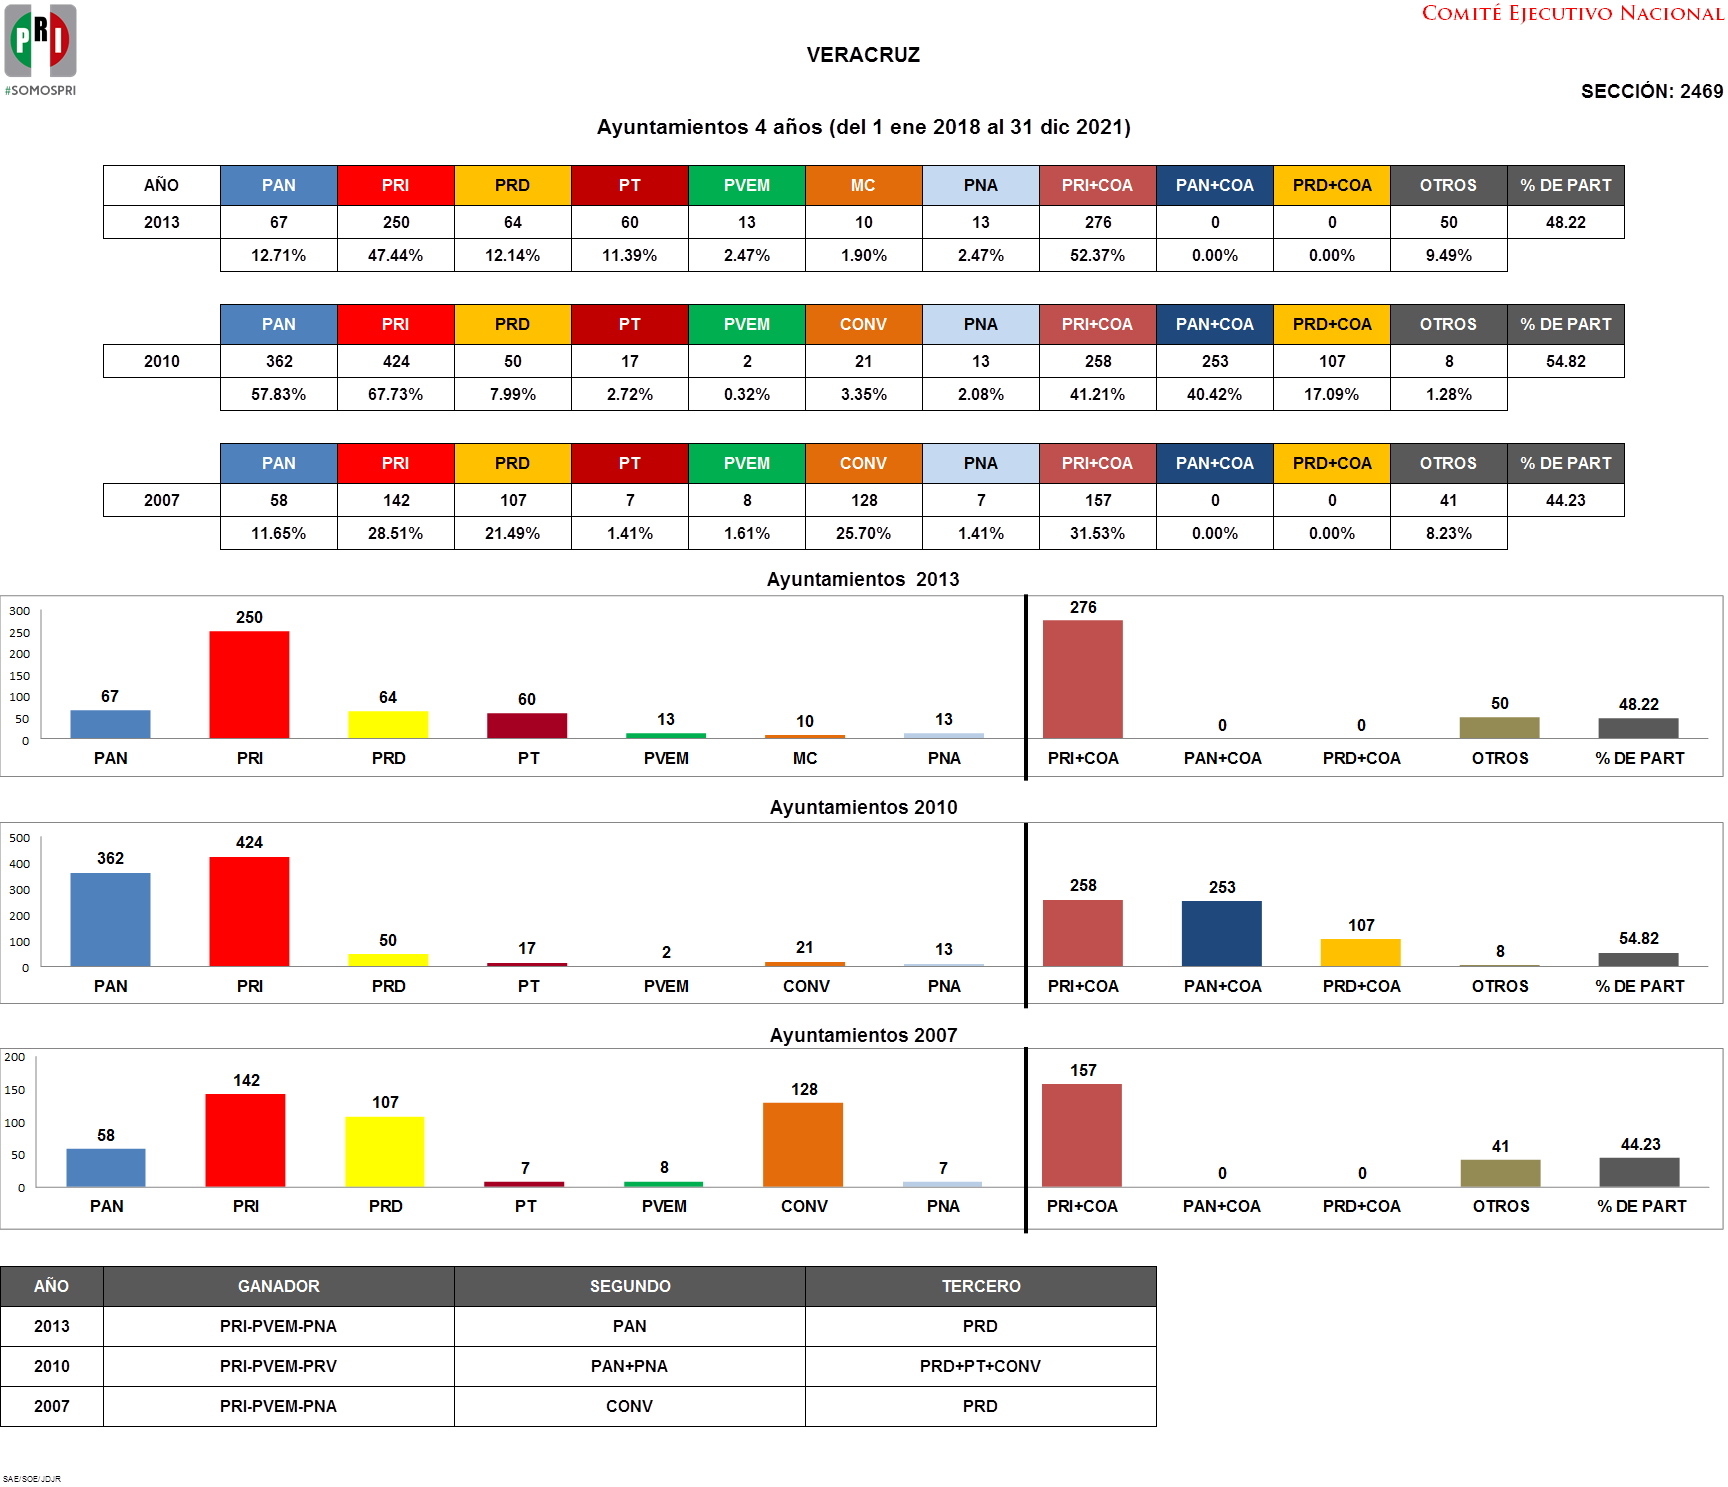 PRI
#SOMOSPRI
COMITÉ EJECUTIVO NACIONAL
VERACRUZ
SECCIÓN: 2469
Ayuntamientos 4 años (del 1 ene 2018 al 31 dic 2021)
AÑO PAN PRI PRD PT PVEM MC PNA PRI+COA PAN+COA PRD+COA OTROS % DE PART
2013 67 250 64 60 13 10 13 276 0 0 50 48.22
12.71% 47.44% 12.14% 11.39% 2.47% 1.90% 2.47% 52.37% 0.00% 0.00% 9.49%
PAN PRI PRD PT PVEM CONV PNA PRI+COA PAN+COA PRD+COA OTROS % DE PART
2010 362 424 50 17 2 21 13 258 253 107 8 54.82
57.83% 67.73% 7.99% 2.72% 0.32% 3.35% 2.08% 41.21% 40.42% 17.09% 1.28%
PAN PRI PRD PT PVEM CONV PNA PRI+COA PAN+COA PRD+COA OTROS % DE PART
2007 58 142 107 7 8 128 7 157 0 0 41 44.23
11.65% 28.51% 21.49% 1.41% 1.61% 25.70% 1.41% 31.53% 0.00% 0.00% 8.23%
Ayuntamientos 2013
300
250
200
150
100
50
0
67 250 64 60 13 10 13 276 0 0 50 48.22
PAN PRI PRD PT PVEM MC PNA PRI+COA PAN+COA PRD+COA OTROS % DE PART
Ayuntamientos 2010
500
400
300
200
100
0
362 424 50 17 2 21 13 258 253 107 8 54.82
PAN PRI PRD PT PVEM CONV PNA PRI+COA PAN+COA PRD+COA OTROS % DE PART
Ayuntamientos 2007
200
150
100
50
0
58 142 107 7 8 128 7 157 0 0 41 44.23
PAN PRI PRD PT PVEM CONV PNA PRI+COA PAN+COA PRD+COA OTROS % DE PART
AÑO GANADOR SEGUNDO TERCERO
2013 PRI-PVEM-PNA PAN PRD
2010 PRI-PVEM-PRV PAN+PNA PRD+PT+CONV
2007 PRI-PVEM-PNA CONV PRD
SAE/SOE/JDJR